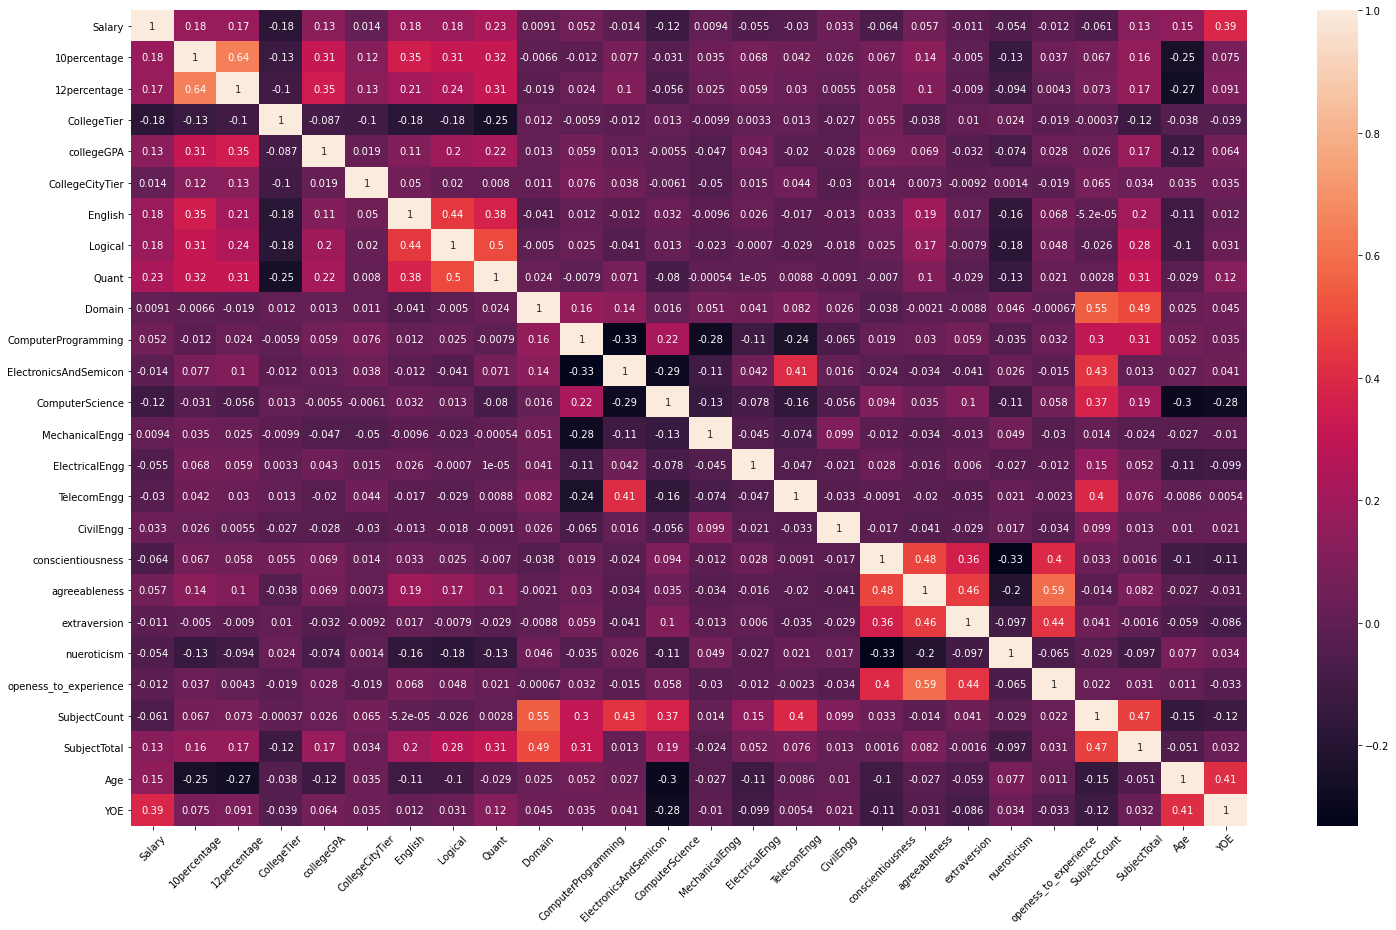 Salary 1 0.18 0.17 -0.18 0.13 0.014 0.18 0.18 0.23 0.0091 0.052 -0.014 -0.12 0.0094 -0.055 -0.03 0.033 -0.064 0.057 -0.011 -0.054 -0.012 -0.061 0.13 0.15 0.39
10percentage 0.18 1 0.64 -0.13 0.31 0.12 0.35 0.31 0.32 -0.0066 -0.012 0.077 -0.031 0.035 0.068 0.042 0.026 0.067 0.14 -0.005 -0.13 0.037 0.067 0.16 -0.25 0.075
12percentage 0.17 0.64 1 -0.1 0.35 0.13 0.21 0.24 0.31 -0.019 0.024 0.1 -0.056 0.025 0.059 0.03 0.0055 0.058 0.1 -0.009 -0.094 0.0043 0.073 0.17 -0.27 0.091
CollegeTier -0.18 -0.13 -0.1 1 -0.087 -0.1 -0.18 -0.18 -0.25 0.012 -0.0059 -0.012 0.013 -0.0099 0.0033 0.013 -0.027 0.055 -0.038 0.01 0.024 -0.019 -0.00037 -0.12 -0.038 -0.039
collegeGPA 0.13 0.31 0.35 -0.087 1 0.019 0.11 0.2 0.22 0.013 0.059 0.013 -0.0055 -0.047 0.043 -0.02 -0.028 0.069 0.069 -0.032 -0.074 0.028 0.026 0.17 -0.12 0.064
CollegeCityTier 0.014 0.12 0.13 -0.1 0.019 1 0.05 0.02 0.008 0.011 0.076 0.038 -0.0061 -0.05 0.015 0.044 -0.03 0.014 0.0073 -0.0092 0.0014 -0.019 0.065 0.034 0.035 0.035
English 0.18 0.35 0.21 -0.18 0.11 0.05 1 0.44 0.38 -0.041 0.012 -0.012 0.032 -0.0096 0.026 -0.017 -0.013 0.033 0.19 0.017 -0.16 0.068 -5.2e-05 0.2 -0.11 0.012
Logical 0.18 0.31 0.24 -0.18 0.2 0.02 0.44 1 0.5 -0.005 0.025 -0.041 0.013 -0.023 -0.0007 -0.029 -0.018 0.025 0.17 -0.0079 -0.18 0.048 -0.026 0.28 -0.1 0.031
Quant 0.23 0.32 0.31 -0.25 0.22 0.008 0.38 0.5 1 0.024 -0.0079 0.071 -0.08 -0.00054 1e-05 0.0088 -0.0091 -0.007 0.1 -0.029 -0.13 0.021 0.0028 0.31 -0.029 0.12
Domain 0.0091 -0.0066 -0.019 0.012 0.013 0.011 -0.041 -0.005 0.024 1 0.16 0.14 0.016 0.051 0.041 0.082 0.026 -0.038 -0.0021 -0.0088 0.046 -0.00067 0.55 0.49 0.025 0.045
ComputerProgramming 0.052 -0.012 0.024 -0.0059 0.059 0.076 0.012 0.025 -0.0079 0.16 1 -0.33 0.22 -0.28 -0.11 -0.24 -0.065 0.019 0.03 0.059 -0.035 0.032 0.3 0.31 0.052 0.035
ElectronicsAndSemicon -0.014 0.077 0.1 -0.012 0.013 0.038 -0.012 -0.041 0.071 0.14 -0.33 1 -0.29 -0.11 0.042 0.41 0.016 -0.024 -0.034 -0.041 0.026 -0.015 0.43 0.013 0.027 0.041
ComputerScience -0.12 -0.031 -0.056 0.013 -0.0055 -0.0061 0.032 0.013 -0.08 0.016 0.22 -0.29 1 -0.13 -0.078 -0.16 -0.056 0.094 0.035 0.1 -0.11 0.058 0.37 0.19 -0.3 -0.28
MechanicalEngg 0.0094 0.035 0.025 -0.0099 -0.047 -0.05 -0.0096 -0.023 -0.00054 0.051 -0.28 -0.11 -0.13 1 -0.045 -0.074 0.099 -0.012 -0.034 -0.013 0.049 -0.03 0.014 -0.024 -0.027 -0.01
ElectricalEngg -0.055 0.068 0.059 0.0033 0.043 0.015 0.026 -0.0007 1e-05 0.041 -0.11 0.042 -0.078 -0.045 1 -0.047 -0.021 0.028 -0.016 0.006 -0.027 -0.012 0.15 0.052 -0.11 -0.099
TelecomEngg -0.03 0.042 0.03 0.013 -0.02 0.044 -0.017 -0.029 0.0088 0.082 -0.24 0.41 -0.16 -0.074 -0.047 1 -0.033 -0.0091 -0.02 -0.035 0.021 -0.0023 0.4 0.076 -0.0086 0.0054
CivilEngg 0.033 0.026 0.0055 -0.027 -0.028 -0.03 -0.013 -0.018 -0.0091 0.026 -0.065 0.016 -0.056 0.099 -0.021 -0.033 1 -0.017 -0.041 -0.029 0.017 -0.034 0.099 0.013 0.01 0.021
conscientiousness -0.064 0.067 0.058 0.055 0.069 0.014 0.033 0.025 -0.007 -0.038 0.019 -0.024 0.094 -0.012 0.028 -0.0091 -0.017 1 0.48 0.36 -0.33 0.4 0.033 0.0016 -0.1 -0.11
agreeableness 0.057 0.14 0.1 -0.038 0.069 0.0073 0.19 0.17 0.1 -0.0021 0.03 -0.034 0.035 -0.034 -0.016 -0.02 -0.041 0.48 1 0.46 -0.2 0.59 -0.014 0.082 -0.027 -0.031
extraversion -0.011 -0.005 -0.009 0.01 -0.032 -0.0092 0.017 -0.0079 -0.029 -0.0088 0.059 -0.041 0.1 -0.013 0.006 -0.035 -0.029 0.36 0.46 1 -0.097 0.44 0.041 -0.0016 -0.059 -0.086
nueroticism -0.054 -0.13 -0.094 0.024 -0.074 0.0014 -0.16 -0.18 -0.13 0.046 -0.035 0.026 -0.11 0.049 -0.027 0.021 0.017 -0.33 -0.2 -0.097 1 -0.065 -0.029 -0.097 0.077 0.034
openess_to_experience -0.012 0.037 0.0043 -0.019 0.028 -0.019 0.068 0.048 0.021 -0.00067 0.032 -0.015 0.058 -0.03 -0.012 -0.0023 -0.034 0.4 0.59 0.44 -0.065 1 0.022 0.031 0.011 -0.033
SubjectCount -0.061 0.067 0.073 -0.00037 0.026 0.065 -5.2e-05 -0.026 0.0028 0.55 0.3 0.43 0.37 0.014 0.15 0.4 0.099 0.033 -0.014 0.041 -0.029 0.022 1 0.47 -0.15 -0.12
SubjectTotal 0.13 0.16 0.17 -0.12 0.17 0.034 0.2 0.28 0.31 0.49 0.31 0.013 0.19 -0.024 0.052 0.076 0.013 0.0016 0.082 -0.0016 -0.097 0.031 0.47 1 -0.051 0.032
Age 0.15 -0.25 -0.27 -0.038 -0.12 0.035 -0.11 -0.1 -0.029 0.025 0.052 0.027 -0.3 -0.027 -0.11 -0.0086 0.01 -0.1 -0.027 -0.059 0.077 0.011 -0.15 -0.051 1 0.41
YOE 0.39 0.075 0.091 -0.039 0.064 0.035 0.012 0.031 0.12 0.045 0.035 0.041 -0.28 -0.01 -0.099 0.0054 0.021 -0.11 -0.031 -0.086 0.034 -0.033 -0.12 0.032 0.41 1
Salary
10percentage
12percentage
CollegeTier
collegeGPA
CollegeCityTier
English
Logical
Quant
Domain
ComputerProgramming
ElectronicsAndSemicon
ComputerScience
MechanicalEngg
ElectricalEngg
TelecomEngg
CivilEngg
conscientiousness
agreeableness
extraversion
nueroticism
openess_to_experience
SubjectCount
SubjectTotal
Age
YOE
1.0
0.8
0.6
0.4
0.2
0.0
−0.2